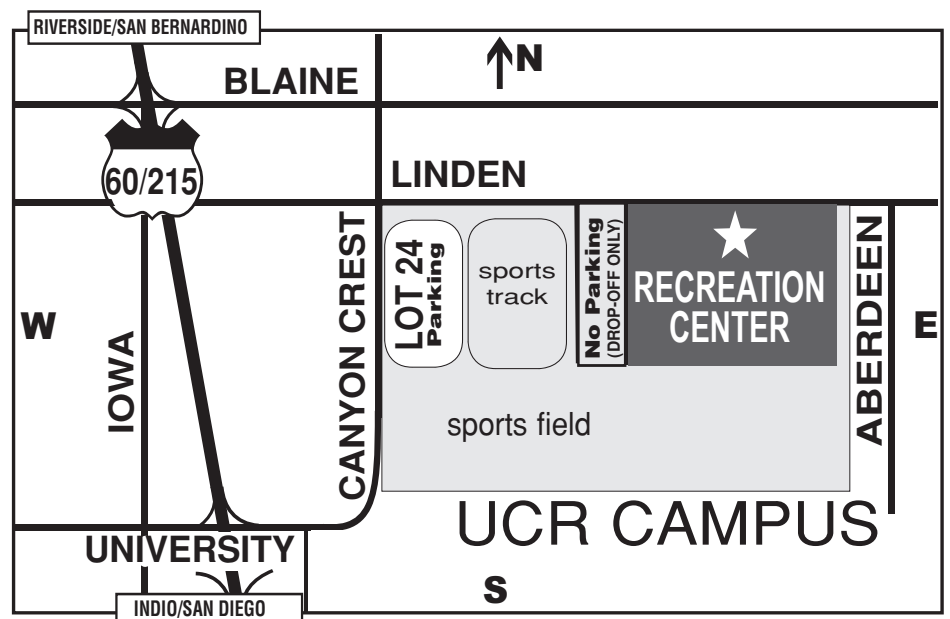 RIVERSIDE/SAN BERNARDINO
BLAINE
N
60/215
LINDEN
W
IOWA
CANYON CREST
LOT 24
Parking
sports
track
No Parking
(DROP-OFF ONLY)
RECREATION
CENTER
ABERDEEN
E
sports field
UCR CAMPUS
UNIVERSITY
S
INDIO/SAN DIEGO